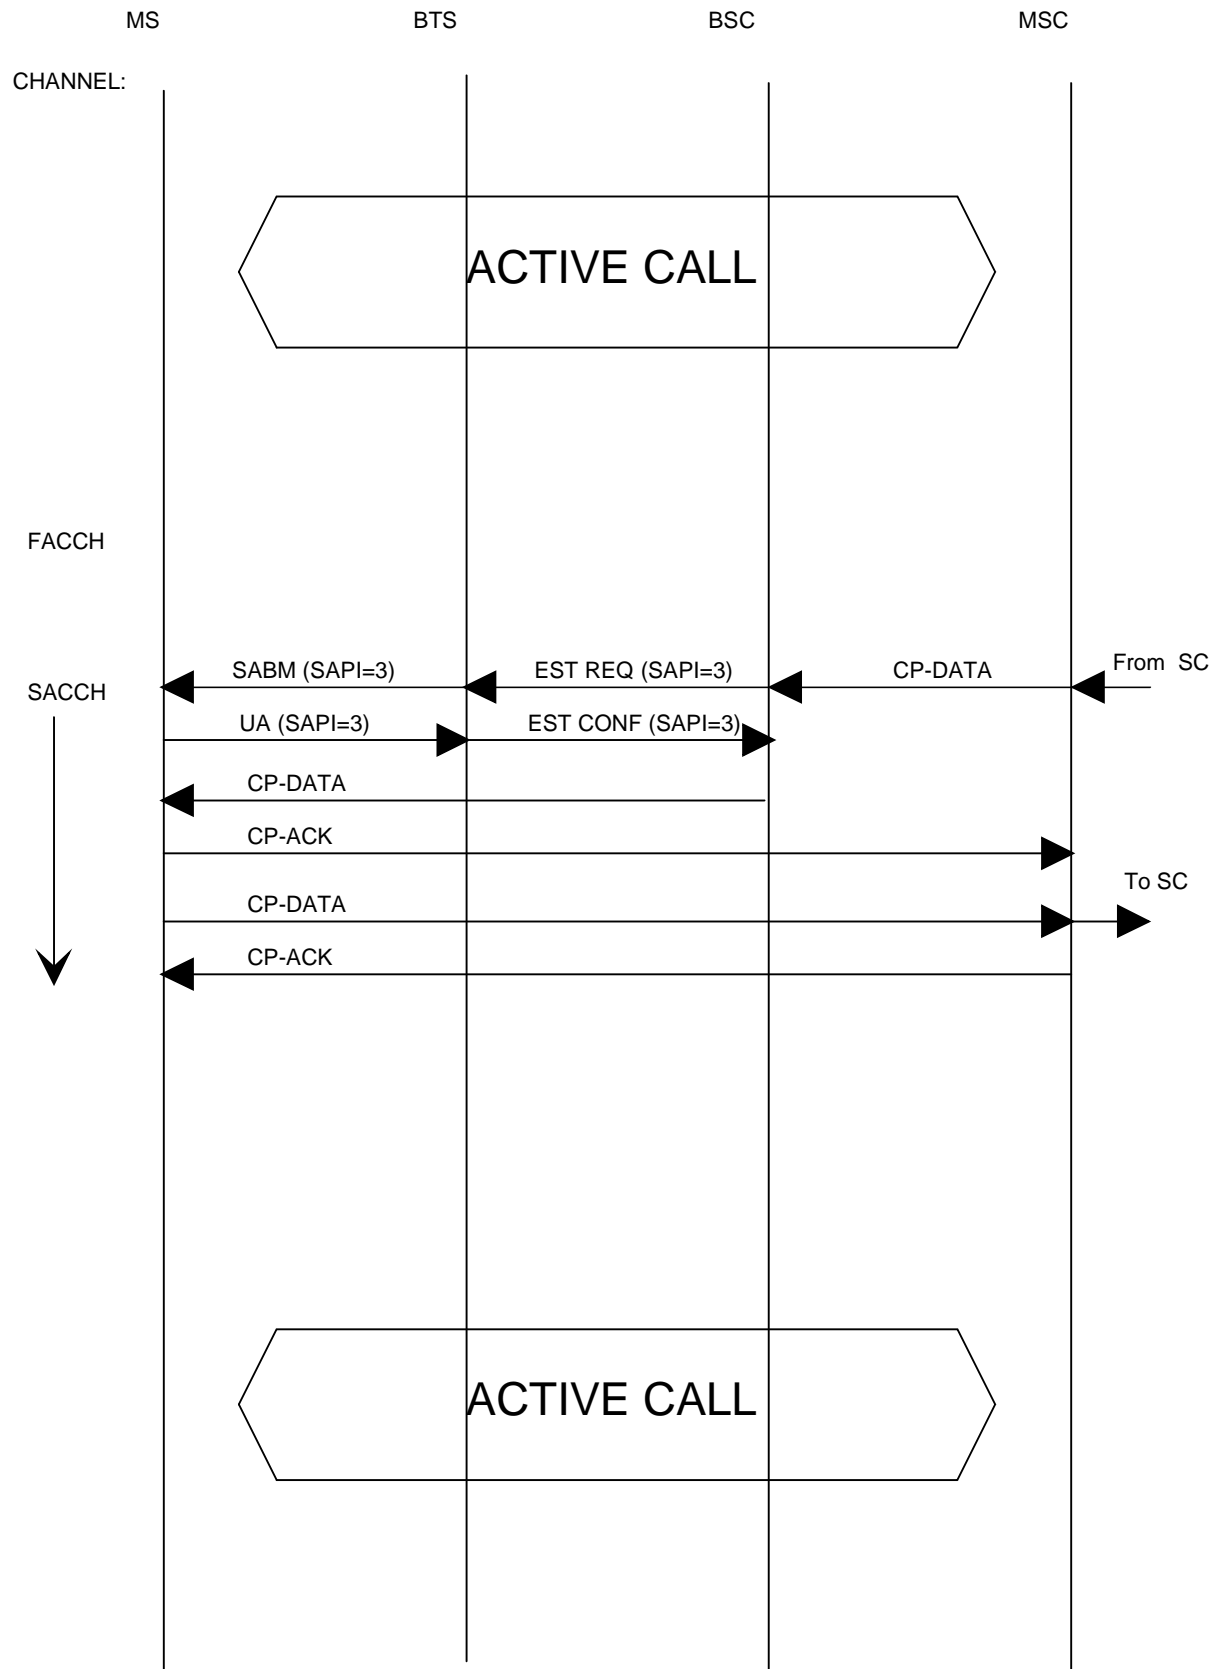 MS BTS BSC MSC
CHANNEL:
ACTIVE CALL
FACCH
SABM (SAPI=3) EST REQ (SAPI=3) CP-DATA From SC
SACCH
UA (SAPI=3) EST CONF (SAPI=3)
CP-DATA
CP-ACK
To SC
CP-DATA
CP-ACK
ACTIVE CALL